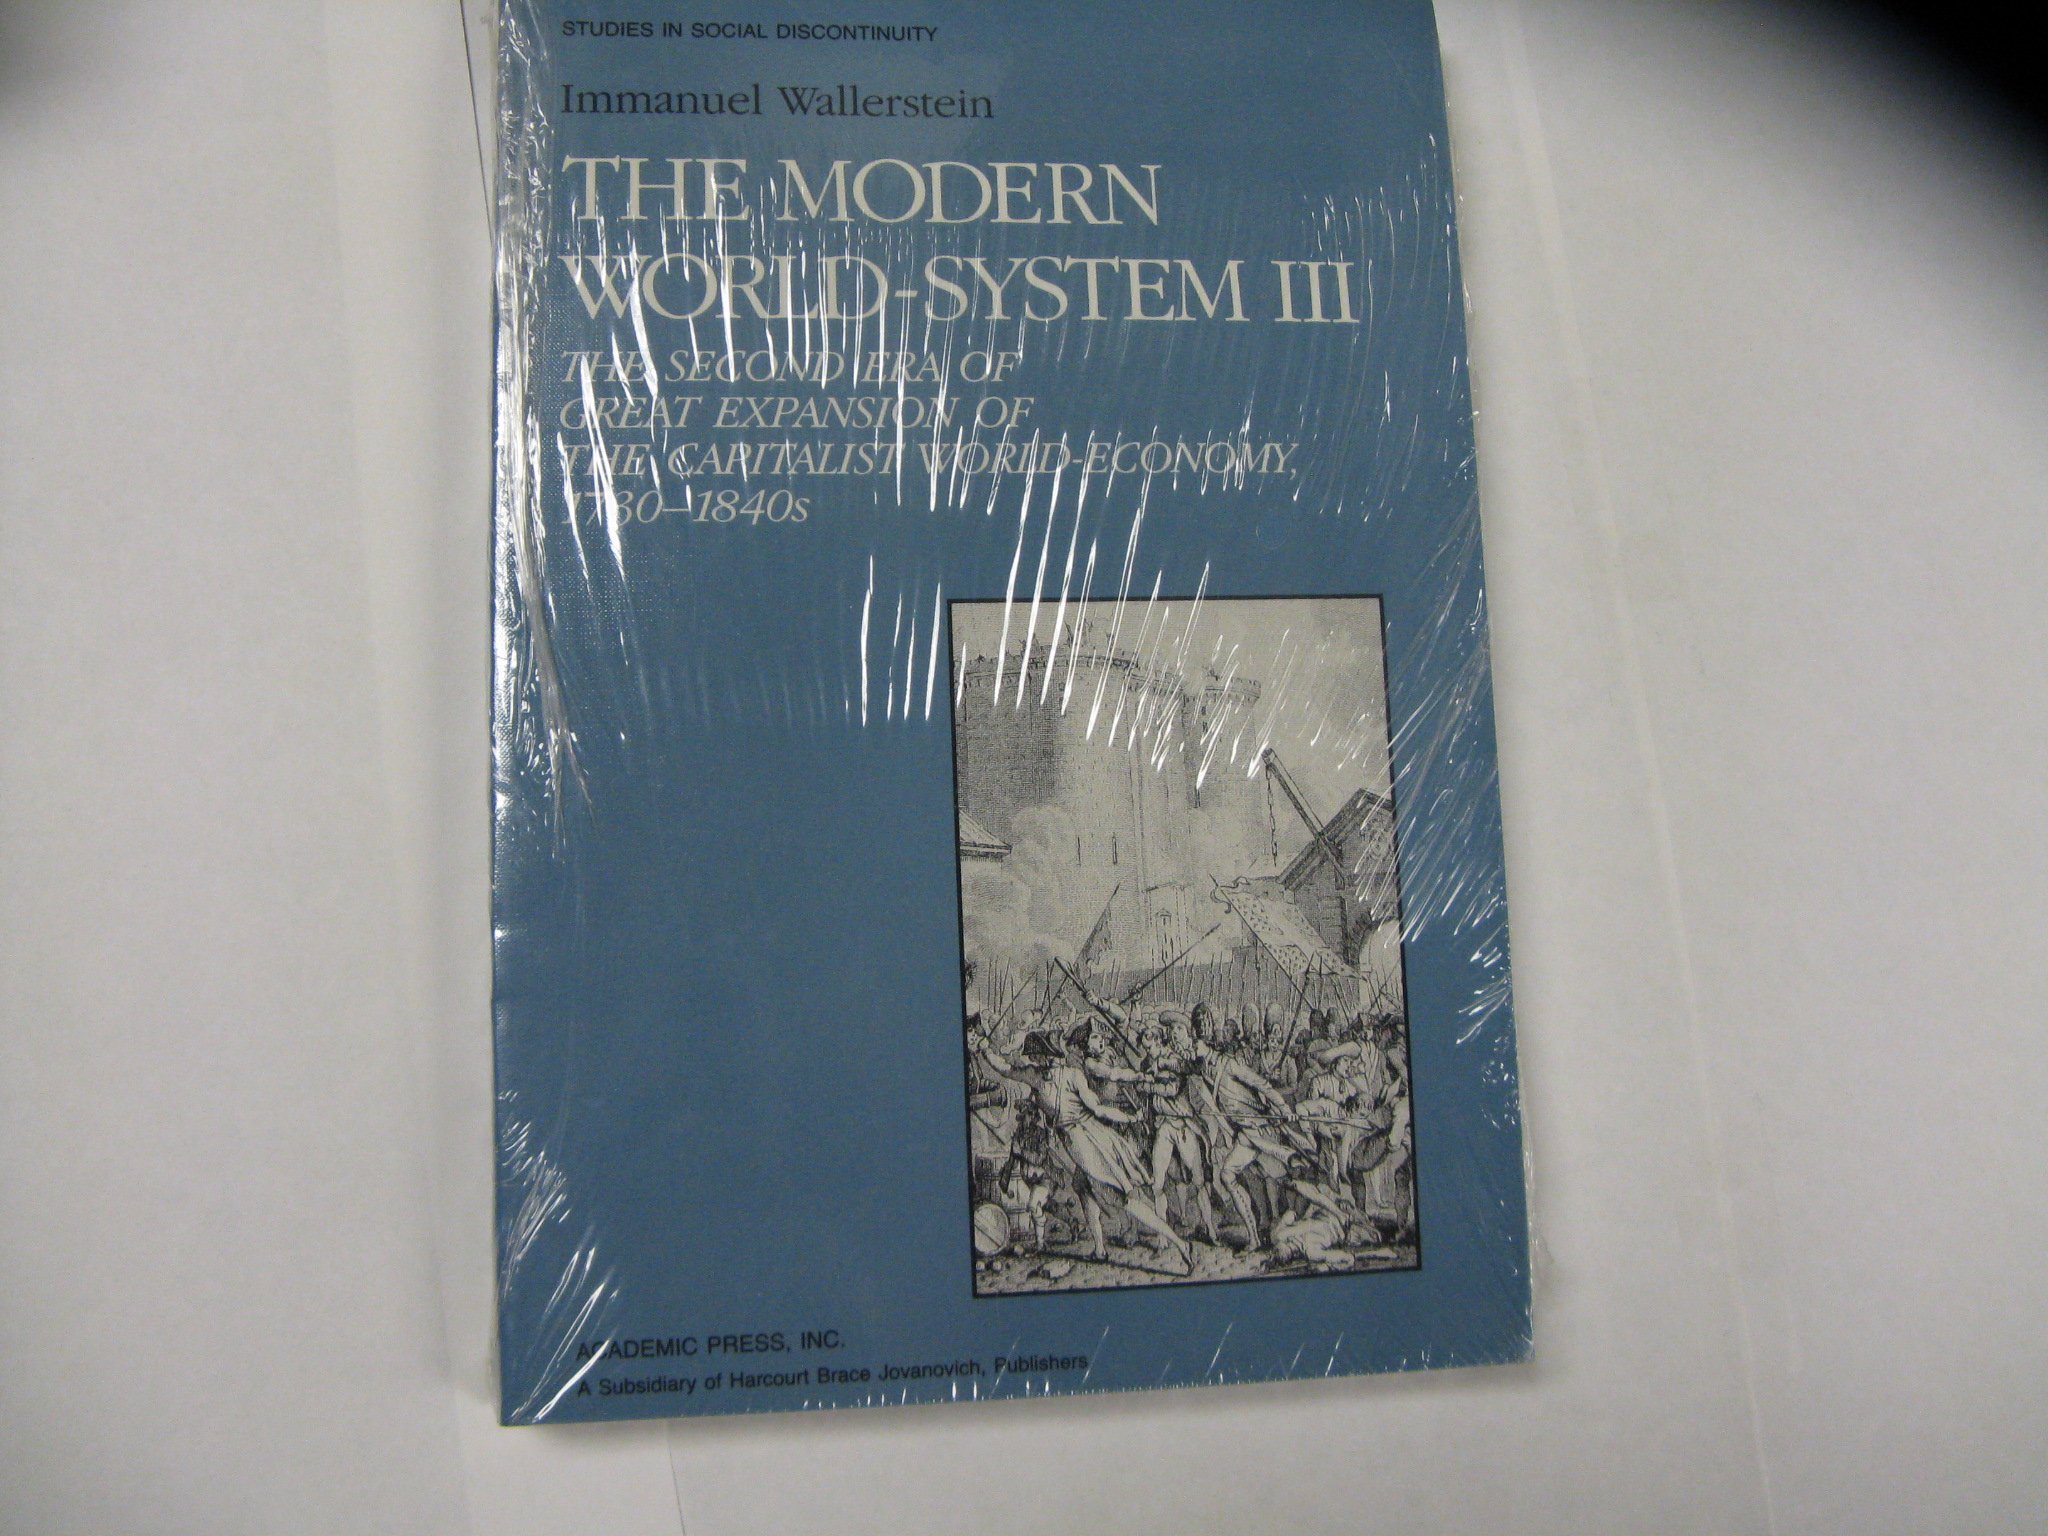 STUDIES IN SOCIAL DISCONTINUITY
Immanuel Wallerstein
THE MODERN
WORLD-SYSTEM III
THE SECOND ERA OF
GREAT EXPANSION OF
THE CAPITALIST WORLD-ECONOMY,
1730–1840s
ACADEMIC PRESS, INC.
A Subsidiary of Harcourt Brace Jovanovich, Publishers